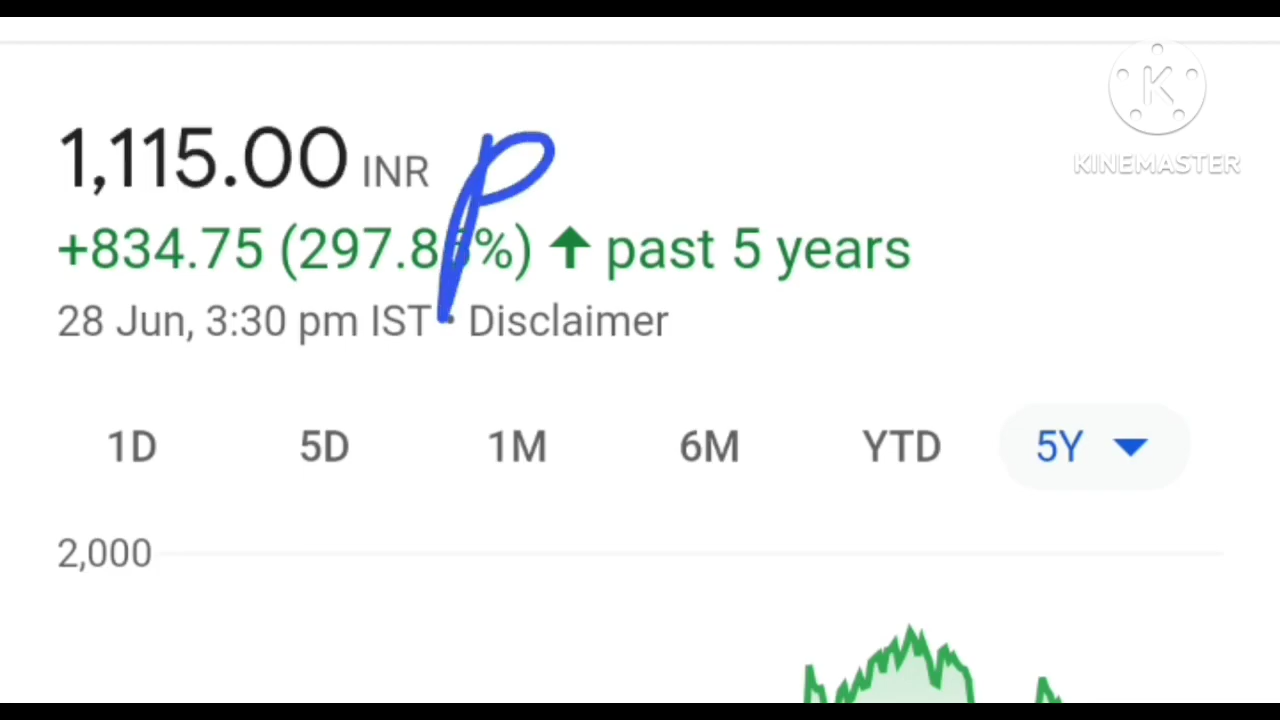 1,115.00 INR P
+834.75 (297.86%) ↑ past 5 years
28 Jun, 3:30 pm IST • Disclaimer
1D 5D 1M 6M YTD 5Y
2,000
K
KINEMASTER